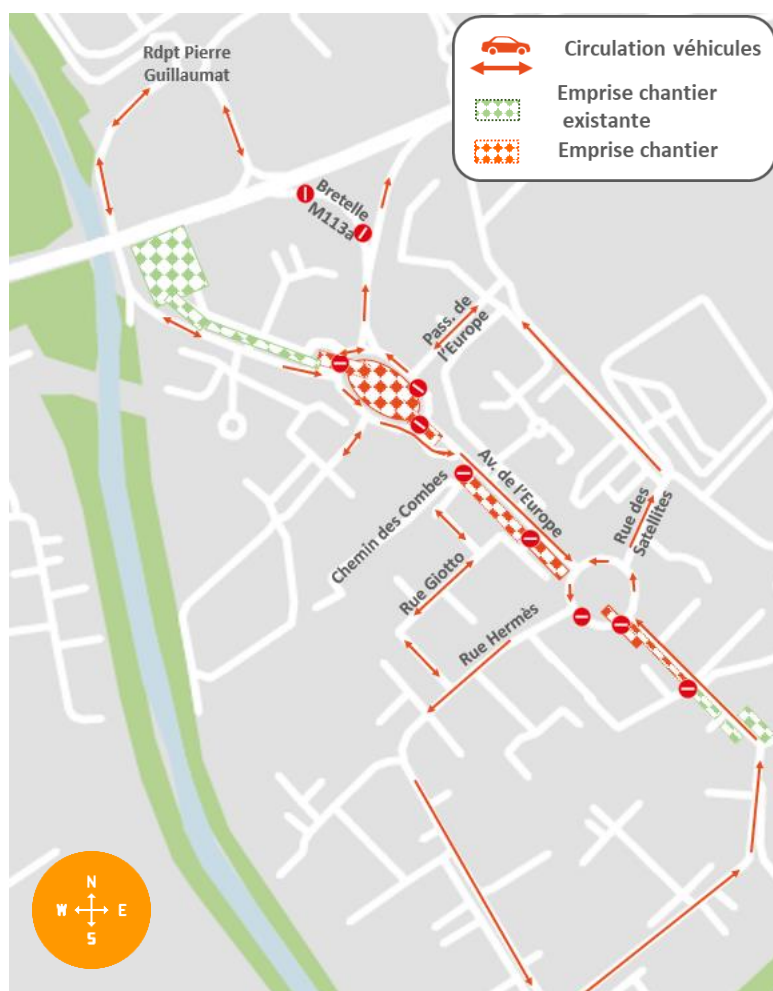 Rdpt Pierre
Guillaumat
Circulation véhicules
Emprise chantier
existante
Emprise chantier
Bretelle
M113a
Pass. de
l'Europe
Av. de l'Europe
Chemin des Combes
Rue des
Satellites
Rue Giotto
Rue Hermès
N
W E
S